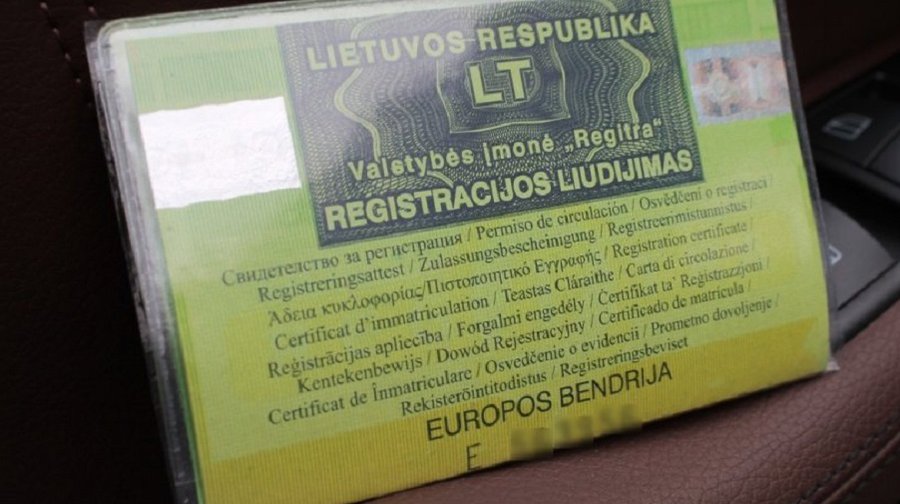 LIETUVOS RESPUBLIKA
LT
Valstybės įmonė „Regitra“
REGISTRACIJOS LIUDIJIMAS
Свидетелство за регистрация / Permiso de circulación / Osvědčení o registraci /
Registreringsattest / Zulassungsbescheinigung / Registreerimistunnistus /
Άδεια κυκλοφορίας/Πιστοποιητικό Εγγραφής / Registration certificate /
Certificat d'immatriculation / Teastas Cláraithe / Carta di circolazione /
Reģistrācijas apliecība / Forgalmi engedély / Ċertifikat ta' Reġistrazzjoni /
Kentekenbewijs / Dowód Rejestracyjny / Certificado de matrícula /
Certificat de Înmatriculare / Osvedčenie o evidencii / Prometno dovoljenje /
Rekisteröintitodistus / Registreringsbeviset
EUROPOS BENDRIJA
E